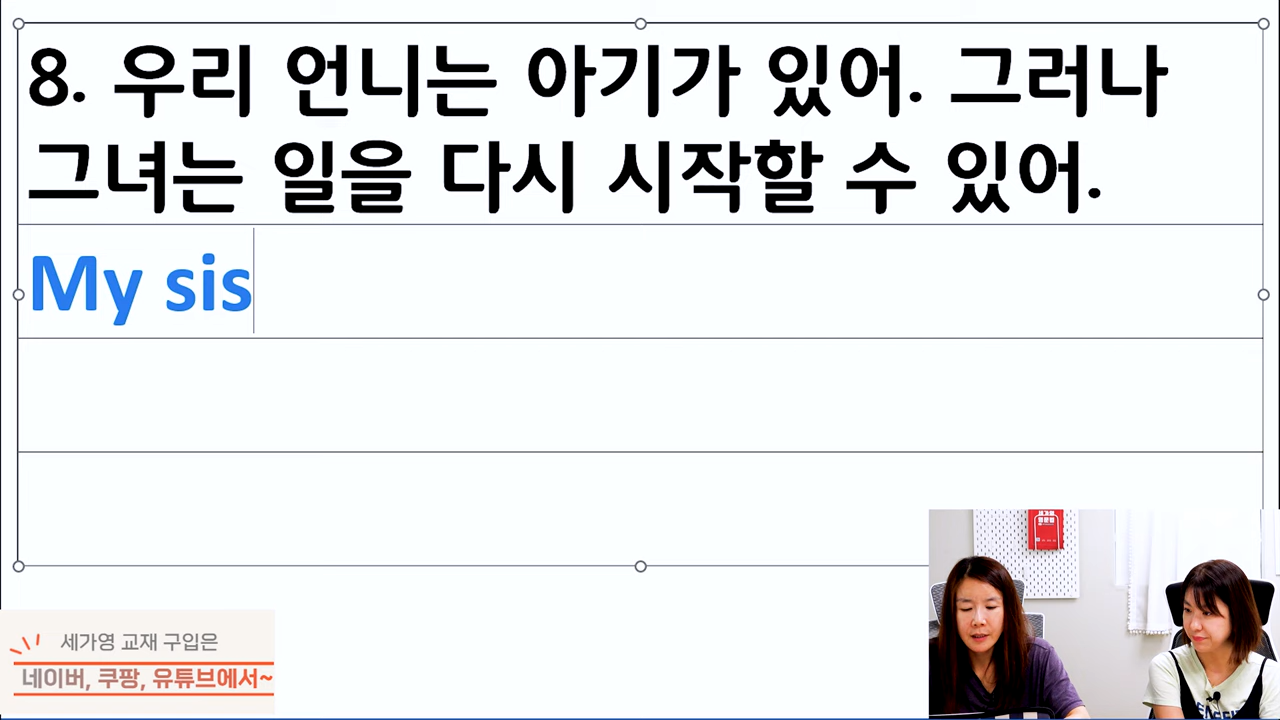 8. 우리 언니는 아기가 있어. 그러나
그녀는 일을 다시 시작할 수 있어.
My sis
세가영 교재 구입은
네이버, 쿠팡, 유튜브에서~